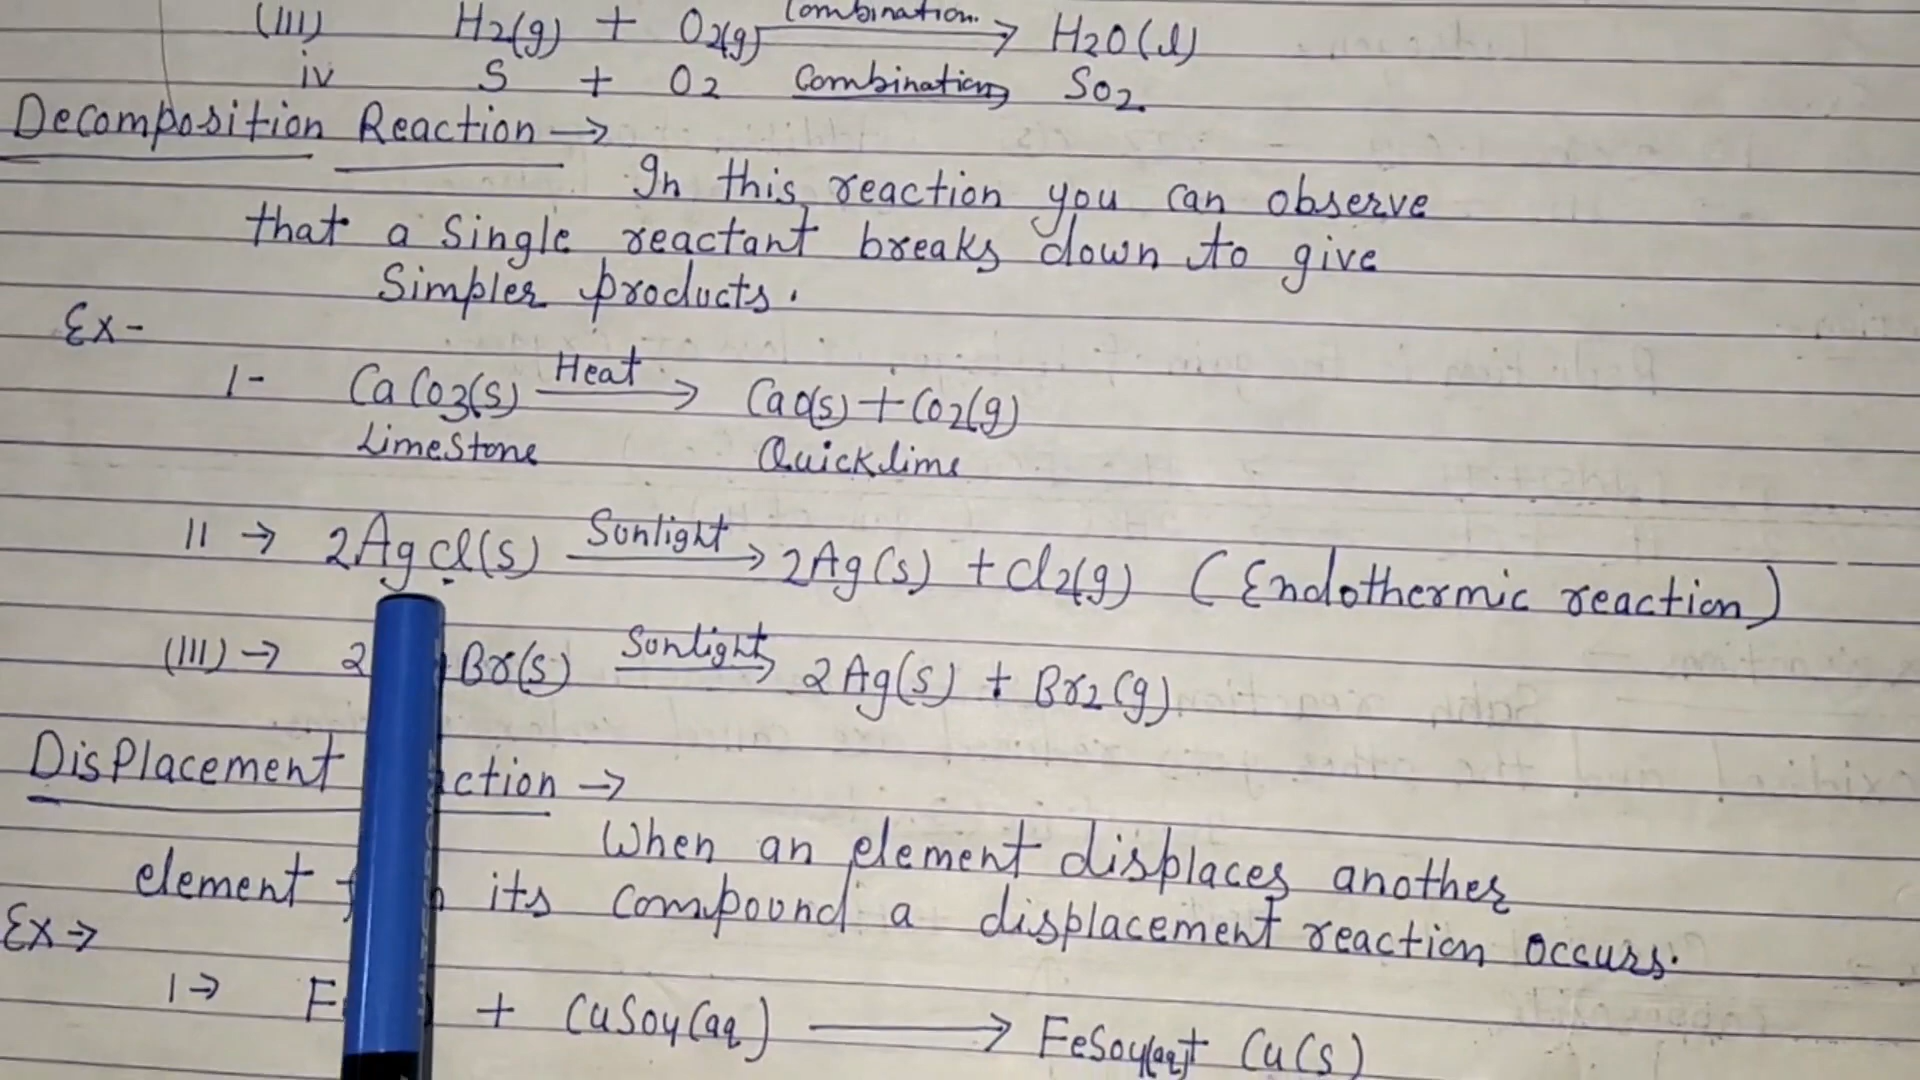 (III) H2(g) + O2(g) Combination. → H2O(l)
iv S + O2 Combination → SO2.
Decomposition Reaction →
In this reaction you can observe
that a Single reactant breaks down to give
Simpler products.
Ex-
1- CaCO3(s) Heat → CaO(s) + CO2(g)
LimeStone Quicklime
II → 2AgCl(s) Sunlight → 2Ag(s) + Cl2(g) (Endothermic reaction)
(III) → 2 Br(s) Sunlight → 2Ag(s) + Br2(g)
DisPlacement ction →
When an element displaces another
element its compound a displacement reaction occurs.
Ex →
1→ + CuSO4(aq) → FeSO4(aq) + Cu(s)